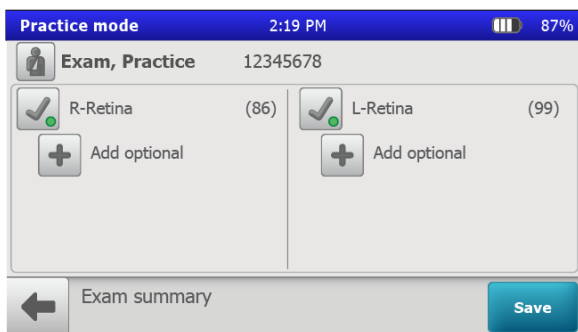 Practice mode 2:19 PM 87%
Exam, Practice 12345678
R-Retina (86) L-Retina (99)
Add optional Add optional
Exam summary Save